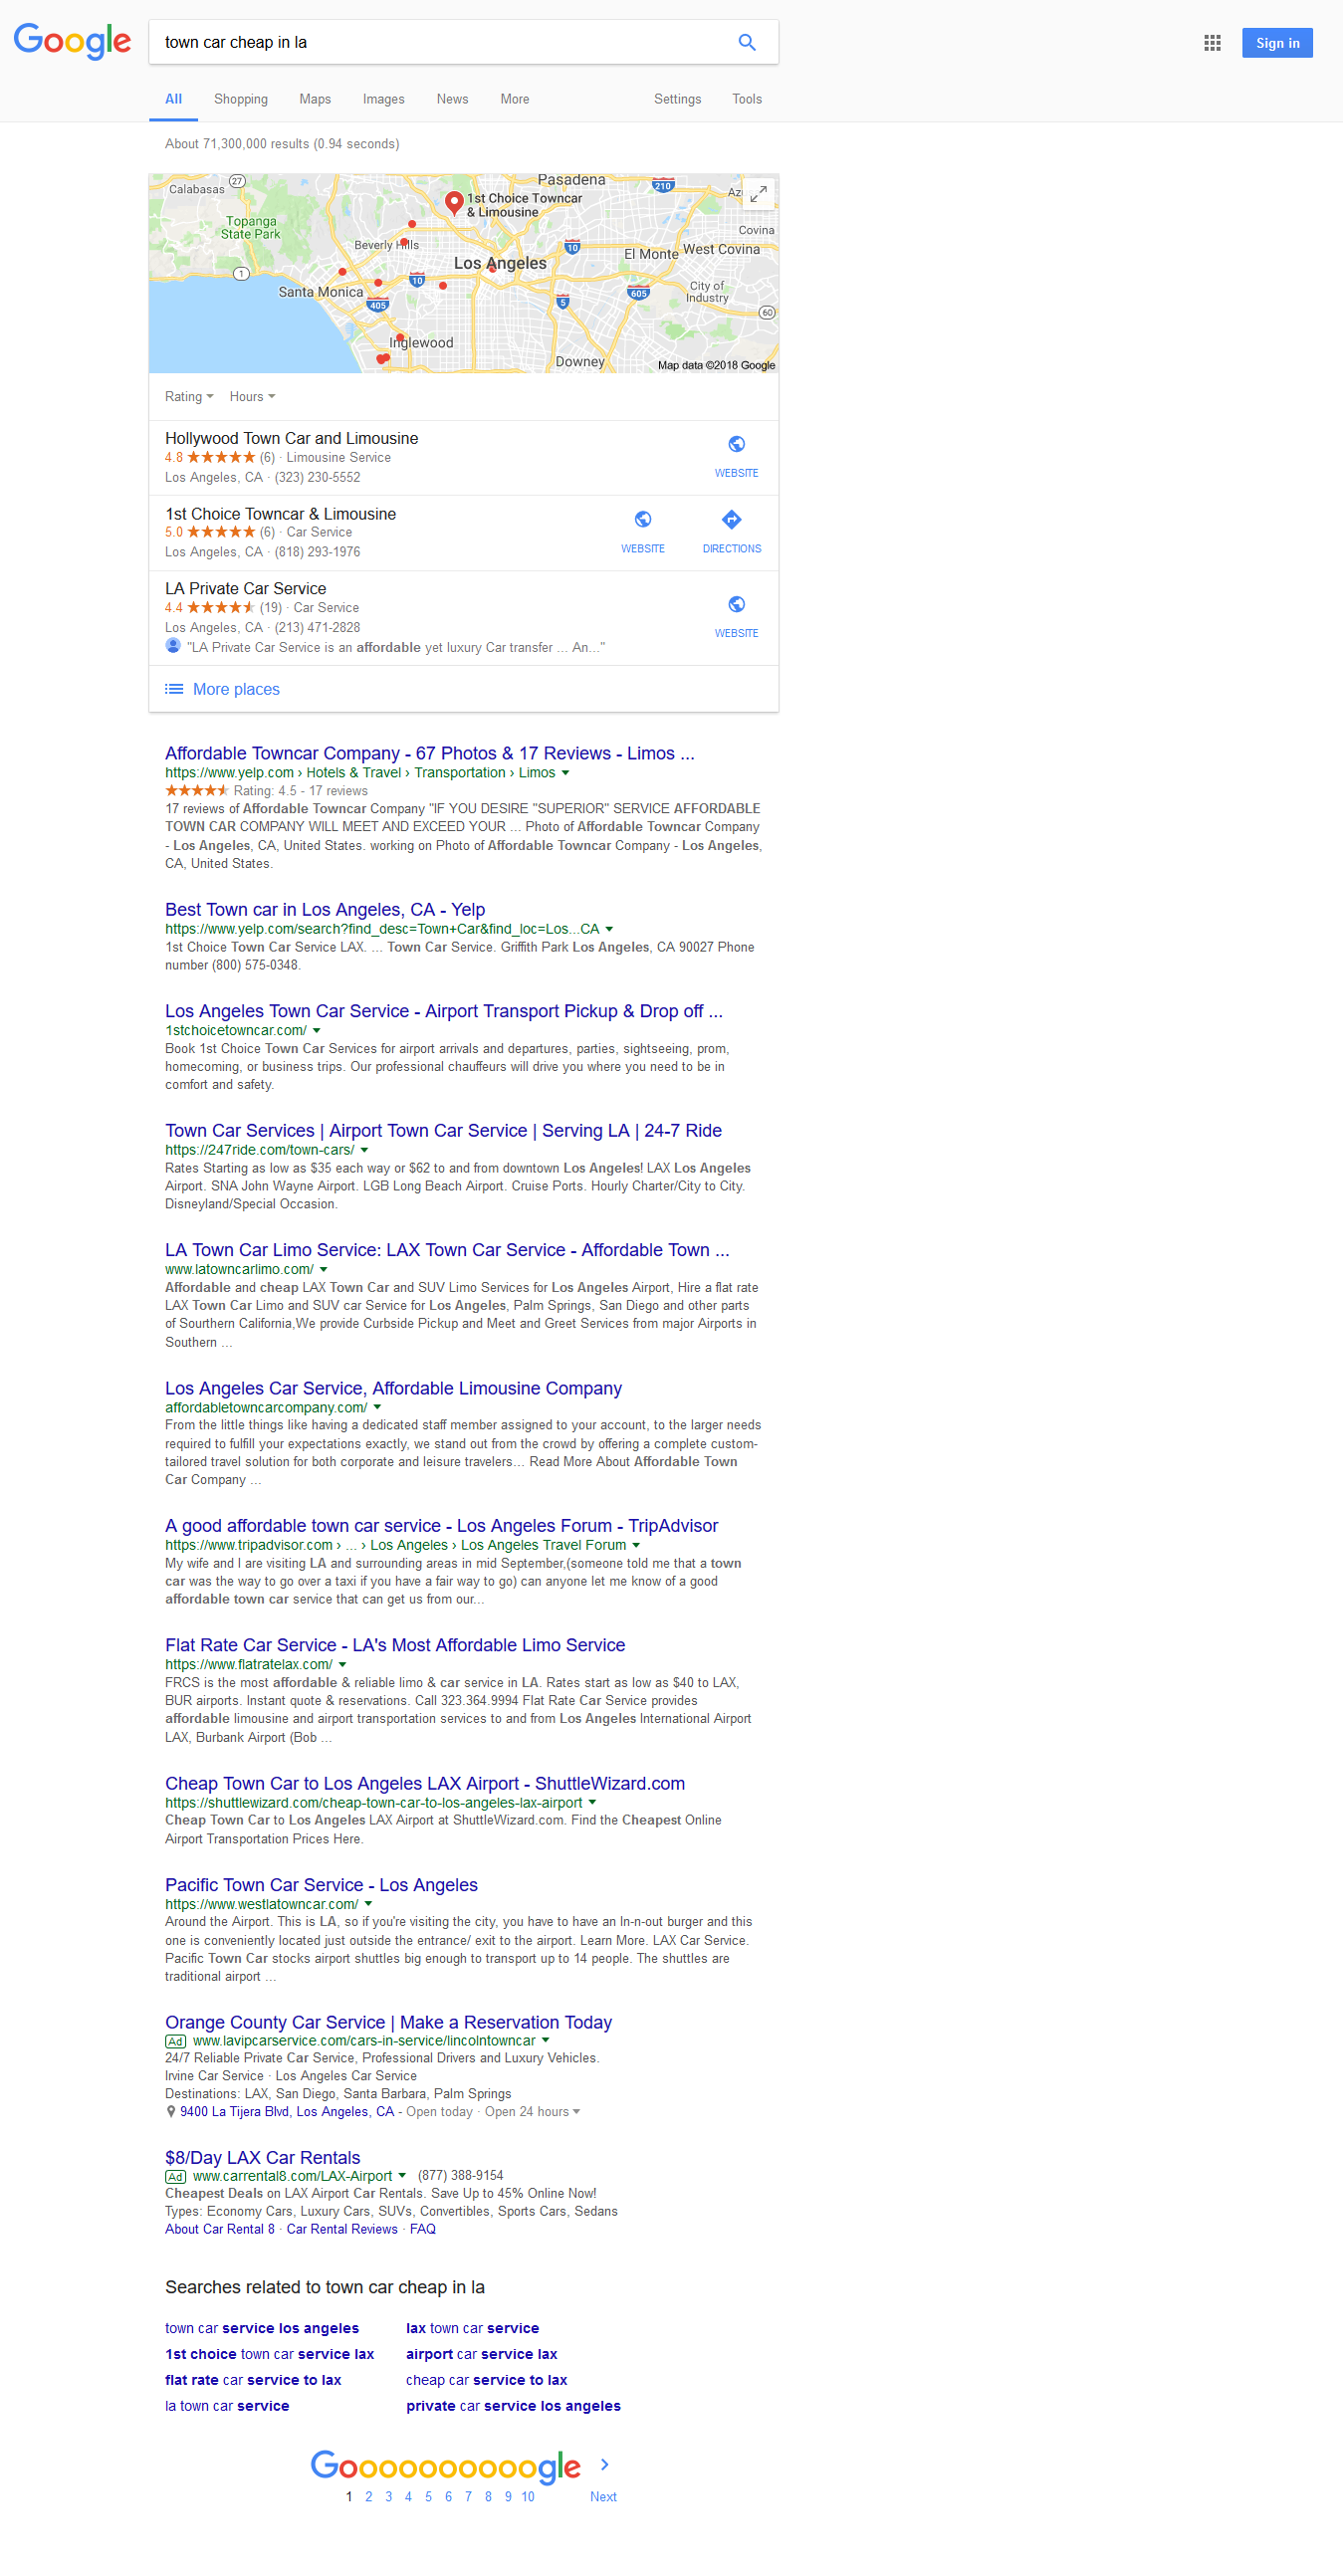 Google
town car cheap in la
Sign in
All Shopping Maps Images News More Settings Tools
About 71,300,000 results (0.94 seconds)
Calabasas
27
Pasadena
210
Az
Topanga
State Park
1st Choice Towncar
& Limousine
Beverly Hills
10
El Monte
West Covina
Covina
1
Los Angeles
Santa Monica
10
405
5
605
City of
Industry
60
Inglewood
Downey
Map data ©2018 Google
Rating Hours
Hollywood Town Car and Limousine
4.8 ★★★★★ (6) · Limousine Service
Los Angeles, CA · (323) 230-5552
WEBSITE
1st Choice Towncar & Limousine
5.0 ★★★★★ (6) · Car Service
Los Angeles, CA · (818) 293-1976
WEBSITE DIRECTIONS
LA Private Car Service
4.4 (19) · Car Service
Los Angeles, CA · (213) 471-2828
"LA Private Car Service is an affordable yet luxury Car transfer ... An..."
WEBSITE
More places
Affordable Towncar Company - 67 Photos & 17 Reviews - Limos ...
https://www.yelp.com › Hotels & Travel › Transportation › Limos
Rating: 4.5 - 17 reviews
17 reviews of Affordable Towncar Company "IF YOU DESIRE "SUPERIOR" SERVICE AFFORDABLE
TOWN CAR COMPANY WILL MEET AND EXCEED YOUR ... Photo of Affordable Towncar Company
- Los Angeles, CA, United States. working on Photo of Affordable Towncar Company - Los Angeles,
CA, United States.
Best Town car in Los Angeles, CA - Yelp
https://www.yelp.com/search?find_desc=Town+Car&find_loc=Los...CA
1st Choice Town Car Service LAX. ... Town Car Service. Griffith Park Los Angeles, CA 90027 Phone
number (800) 575-0348.
Los Angeles Town Car Service - Airport Transport Pickup & Drop off ...
1stchoicetowncar.com/
Book 1st Choice Town Car Services for airport arrivals and departures, parties, sightseeing, prom,
homecoming, or business trips. Our professional chauffeurs will drive you where you need to be in
comfort and safety.
Town Car Services | Airport Town Car Service | Serving LA | 24-7 Ride
https://247ride.com/town-cars/
Rates Starting as low as $35 each way or $62 to and from downtown Los Angeles! LAX Los Angeles
Airport. SNA John Wayne Airport. LGB Long Beach Airport. Cruise Ports. Hourly Charter/City to City.
Disneyland/Special Occasion.
LA Town Car Limo Service: LAX Town Car Service - Affordable Town ...
www.latowncarlimo.com/
Affordable and cheap LAX Town Car and SUV Limo Services for Los Angeles Airport, Hire a flat rate
LAX Town Car Limo and SUV car Service for Los Angeles, Palm Springs, San Diego and other parts
of Sourthern California,We provide Curbside Pickup and Meet and Greet Services from major Airports in
Southern ...
Los Angeles Car Service, Affordable Limousine Company
affordabletowncarcompany.com/
From the little things like having a dedicated staff member assigned to your account, to the larger needs
required to fulfill your expectations exactly, we stand out from the crowd by offering a complete custom-
tailored travel solution for both corporate and leisure travelers... Read More About Affordable Town
Car Company ...
A good affordable town car service - Los Angeles Forum - TripAdvisor
https://www.tripadvisor.com › ... › Los Angeles › Los Angeles Travel Forum
My wife and I are visiting LA and surrounding areas in mid September,(someone told me that a town
car was the way to go over a taxi if you have a fair way to go) can anyone let me know of a good
affordable town car service that can get us from our...
Flat Rate Car Service - LA's Most Affordable Limo Service
https://www.flatratelax.com/
FRCS is the most affordable & reliable limo & car service in LA. Rates start as low as $40 to LAX,
BUR airports. Instant quote & reservations. Call 323.364.9994 Flat Rate Car Service provides
affordable limousine and airport transportation services to and from Los Angeles International Airport
LAX, Burbank Airport (Bob ...
Cheap Town Car to Los Angeles LAX Airport - ShuttleWizard.com
https://shuttlewizard.com/cheap-town-car-to-los-angeles-lax-airport
Cheap Town Car to Los Angeles LAX Airport at ShuttleWizard.com. Find the Cheapest Online
Airport Transportation Prices Here.
Pacific Town Car Service - Los Angeles
https://www.westlatowncar.com/
Around the Airport. This is LA, so if you're visiting the city, you have to have an In-n-out burger and this
one is conveniently located just outside the entrance/ exit to the airport. Learn More. LAX Car Service.
Pacific Town Car stocks airport shuttles big enough to transport up to 14 people. The shuttles are
traditional airport ...
Orange County Car Service | Make a Reservation Today
Ad www.lavipcarservice.com/cars-in-service/lincolntowncar
24/7 Reliable Private Car Service, Professional Drivers and Luxury Vehicles.
Irvine Car Service · Los Angeles Car Service
Destinations: LAX, San Diego, Santa Barbara, Palm Springs
9400 La Tijera Blvd, Los Angeles, CA - Open today · Open 24 hours
$8/Day LAX Car Rentals
Ad www.carrental8.com/LAX-Airport (877) 388-9154
Cheapest Deals on LAX Airport Car Rentals. Save Up to 45% Online Now!
Types: Economy Cars, Luxury Cars, SUVs, Convertibles, Sports Cars, Sedans
About Car Rental 8 · Car Rental Reviews · FAQ
Searches related to town car cheap in la
town car service los angeles lax town car service
1st choice town car service lax airport car service lax
flat rate car service to lax cheap car service to lax
la town car service private car service los angeles
Goooooooooogle
1 2 3 4 5 6 7 8 9 10 Next